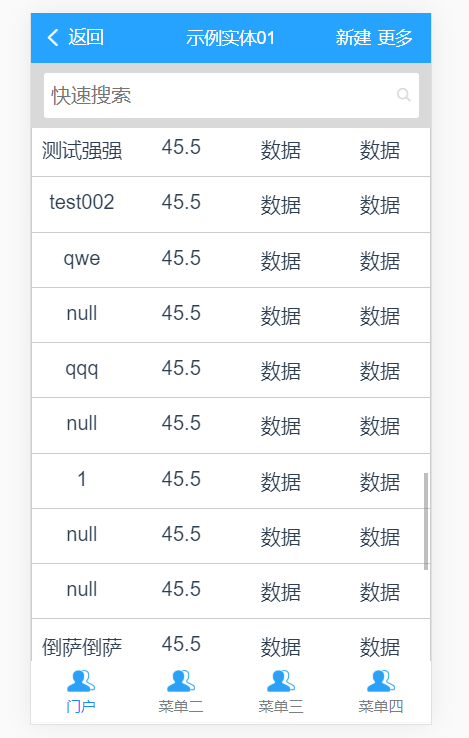 返回 示例实体01 新建 更多
快速搜索
测试强强 45.5 数据 数据
test002 45.5 数据 数据
qwe 45.5 数据 数据
null 45.5 数据 数据
qqq 45.5 数据 数据
null 45.5 数据 数据
1 45.5 数据 数据
null 45.5 数据 数据
null 45.5 数据 数据
倒萨倒萨 45.5 数据 数据
门户 菜单二 菜单三 菜单四